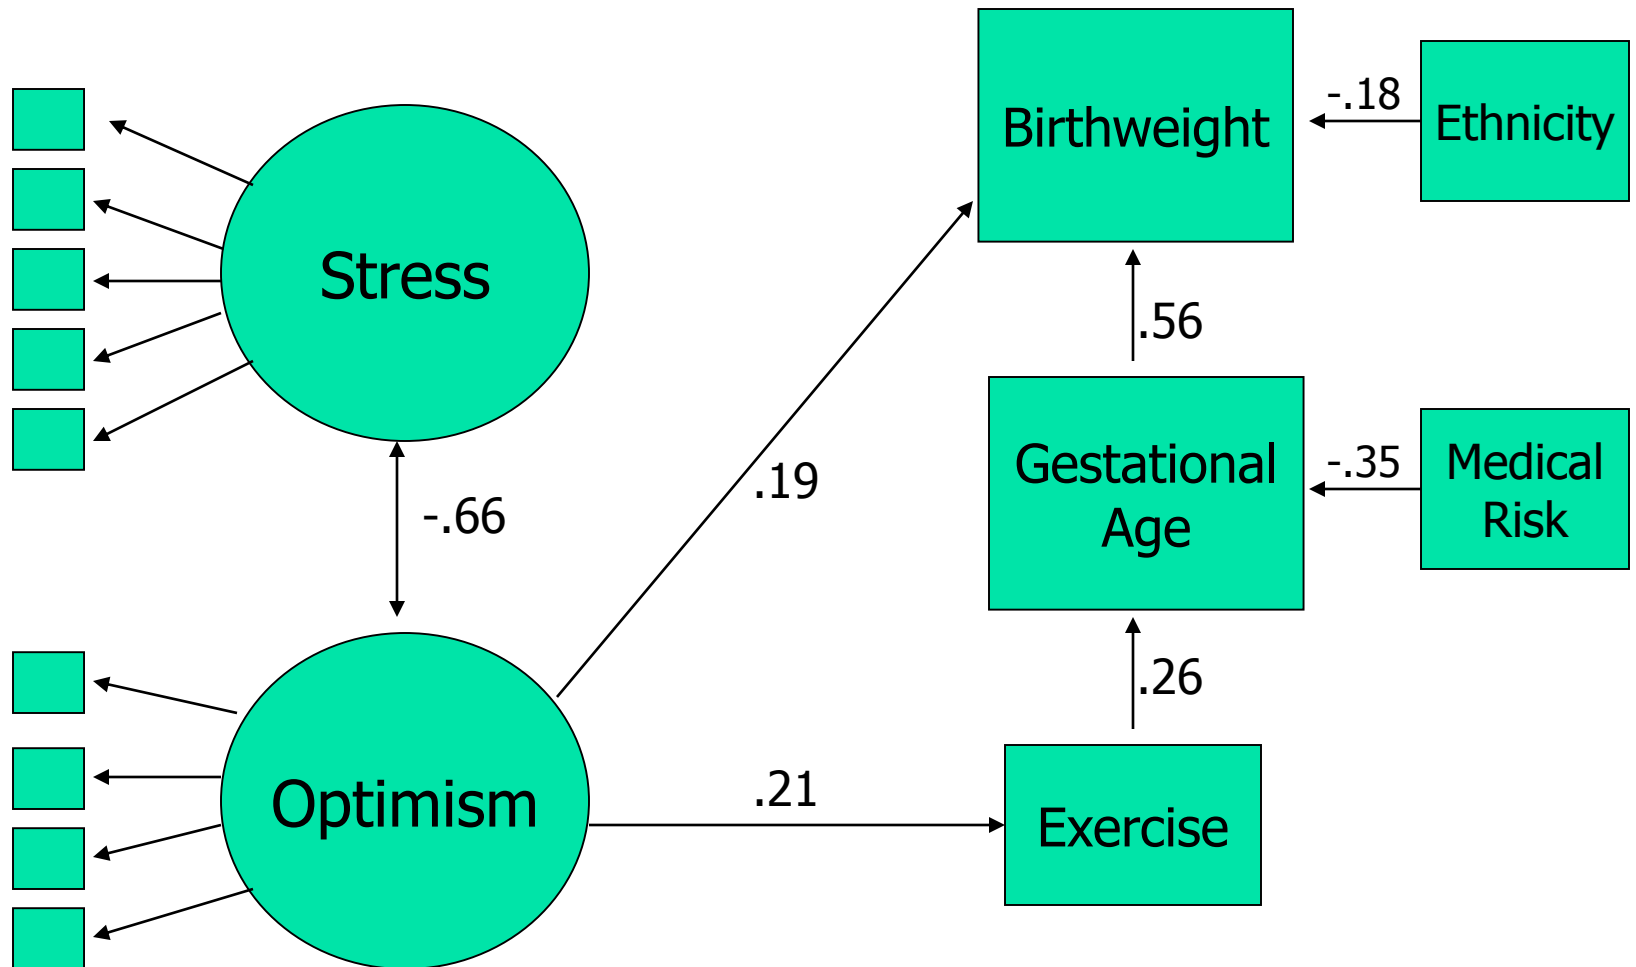 Birthweight
-.18
Ethnicity
Stress
.56
Gestational
Age
-.35
Medical
Risk
.19
-.66
.26
Optimism
.21
Exercise